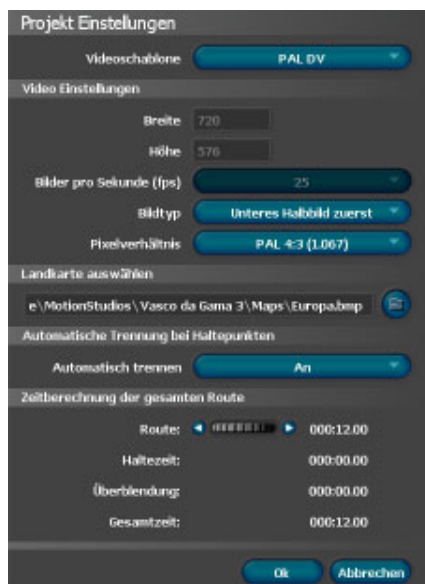 Projekt Einstellungen
Videoschablone PAL DV
Video Einstellungen
Breite 720
Höhe 576
Bilder pro Sekunde (fps) 25
Bildtyp Unteres Halbbild zuerst
Pixelverhältnis PAL 4:3 (1.067)
Landkarte auswählen
e\MotionStudios\Vasco da Gama 3\Maps\Europa.bmp
Automatische Trennung bei Haltepunkten
Automatisch trennen An
Zeitberechnung der gesamten Route
Route: 000:12.00
Haltezeit: 000:00.00
Überblendung: 000:00.00
Gesamtzeit: 000:12.00
Ok Abbrechen